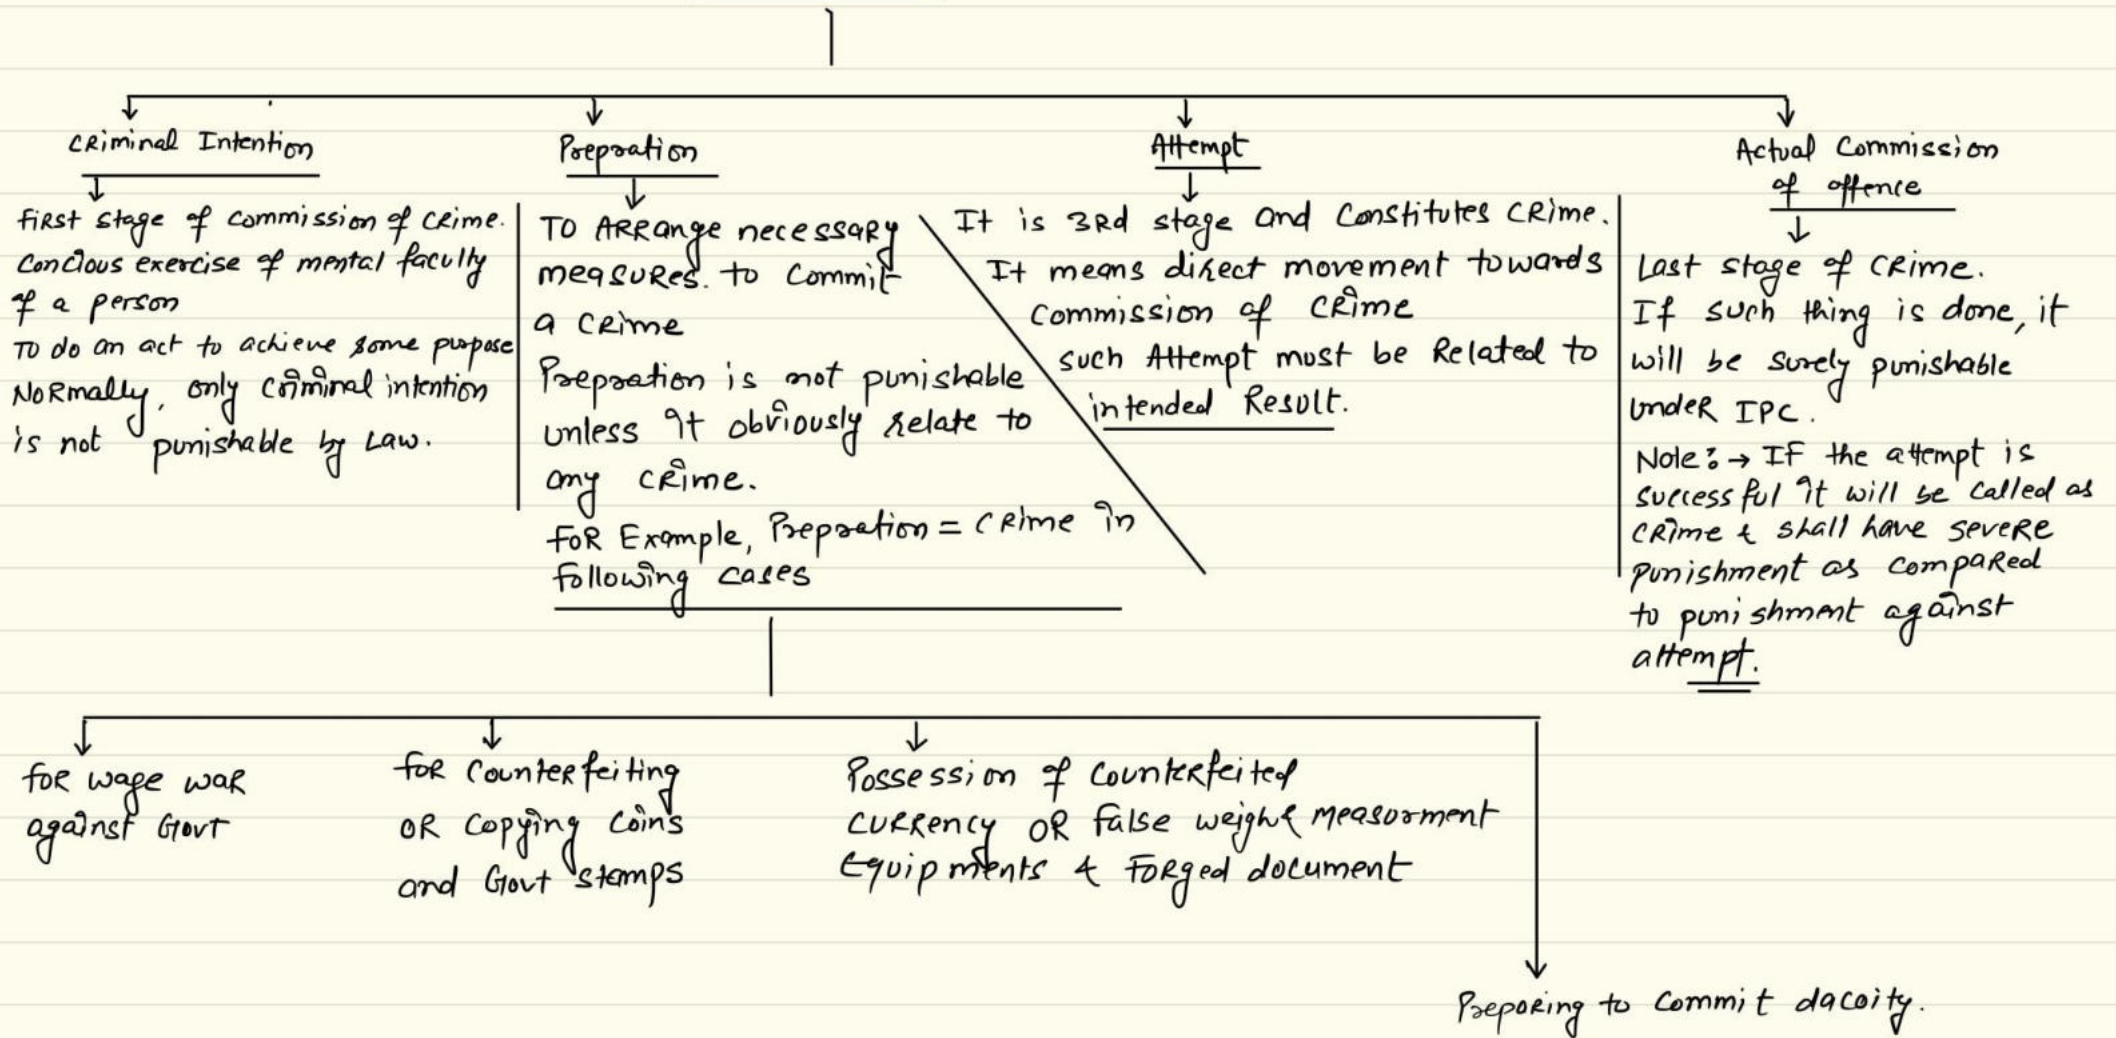 Criminal Intention
First stage of commission of crime.
Concious exercise of mental faculty
of a person
To do an act to achieve some purpose
Normally, only criminal intention
is not punishable by Law.
Prepration
To Arrange necessary
measures. to commit
a crime
Prepration is not punishable
unless it obviously relate to
any crime.
For Example, Prepration = crime in
following cases
Attempt
It is 3rd stage and Constitutes crime.
It means direct movement towards
commission of crime
such Attempt must be Related to
intended Result.
Actual Commission
of offence
Last stage of crime.
If such thing is done, it
will be surely punishable
under IPC.
Note:→ If the attempt is
successful it will be called as
crime & shall have severe
punishment as compared
to punishment against
attempt.
for wage war
against Govt
for counterfeiting
or copying coins
and Govt stamps
Possession of counterfeited
currency or false weight measurment
Equipments & Forged document
Preparing to commit dacoity.